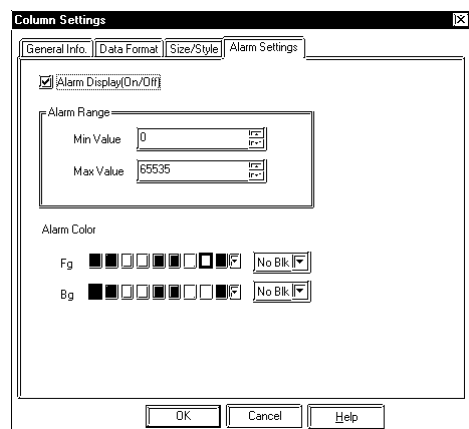 Column Settings
General Info. Data Format Size/Style Alarm Settings
Alarm Display(On/Off)
Alarm Range
Min Value 0
Max Value 65535
Alarm Color
Fg No Blk
Bg No Blk
OK Cancel Help